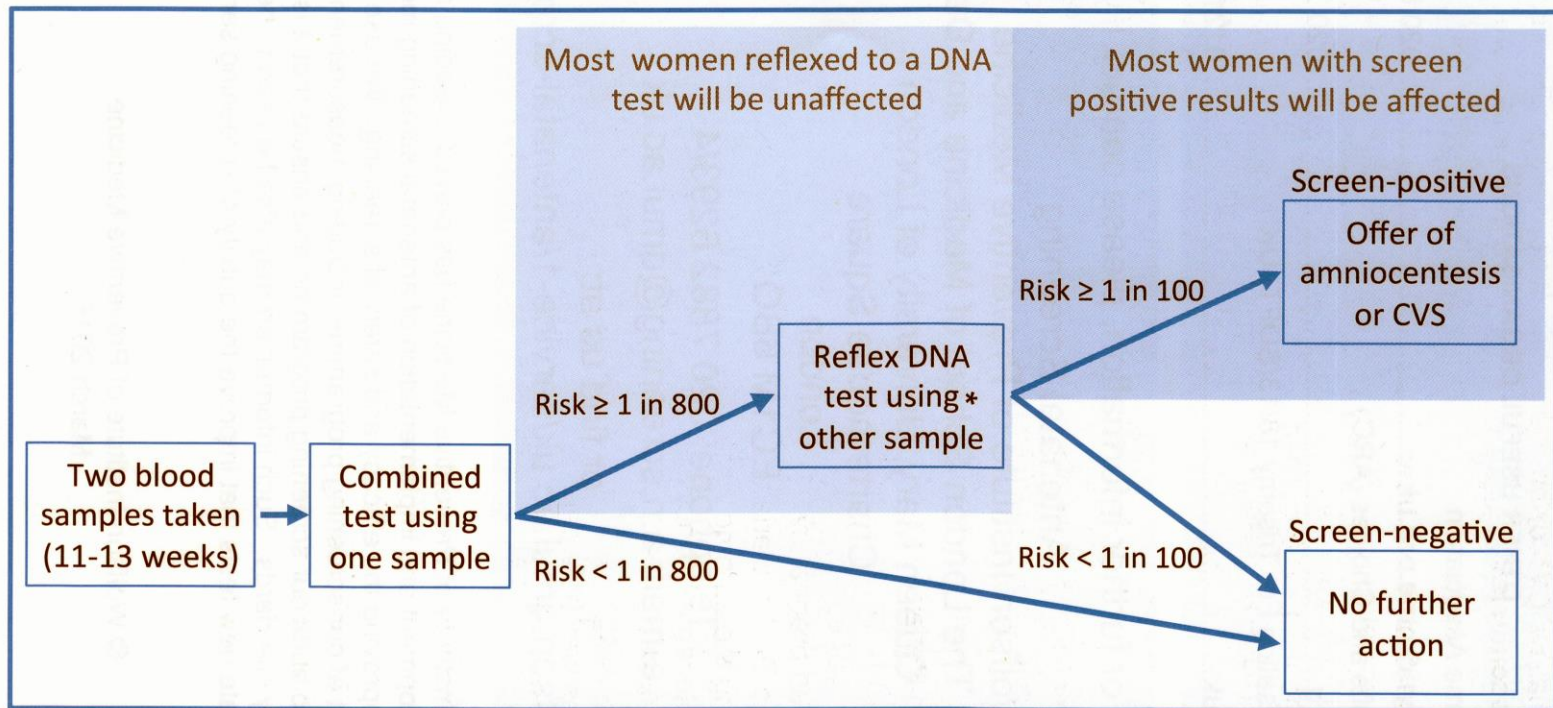 Most women reflexed to a DNA
test will be unaffected
Most women with screen
positive results will be affected
Two blood
samples taken
(11-13 weeks)
Combined
test using
one sample
Risk ≥ 1 in 800
Risk < 1 in 800
Reflex DNA
test using *
other sample
Risk ≥ 1 in 100
Risk < 1 in 100
Screen-positive
Offer of
amniocentesis
or CVS
Screen-negative
No further
action